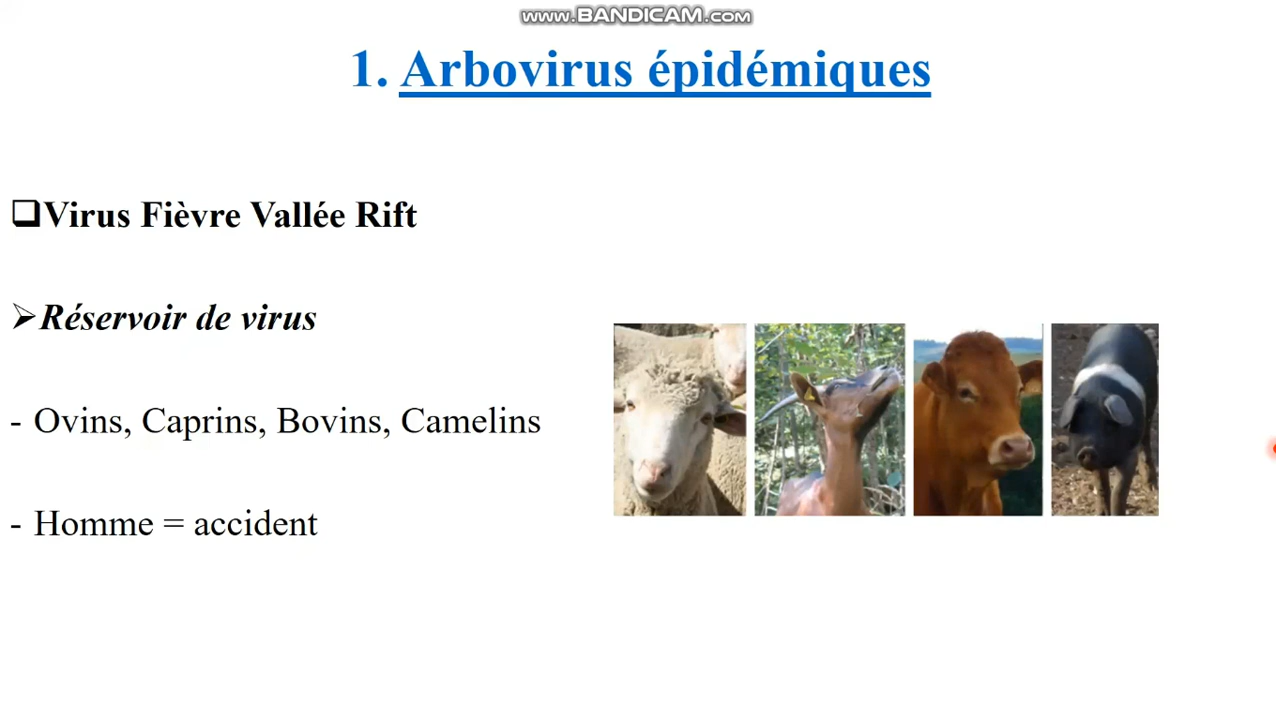 www.BANDICAM.com
1. Arbovirus épidémiques
❑Virus Fièvre Vallée Rift
➢Réservoir de virus
- Ovins, Caprins, Bovins, Camelins
- Homme = accident